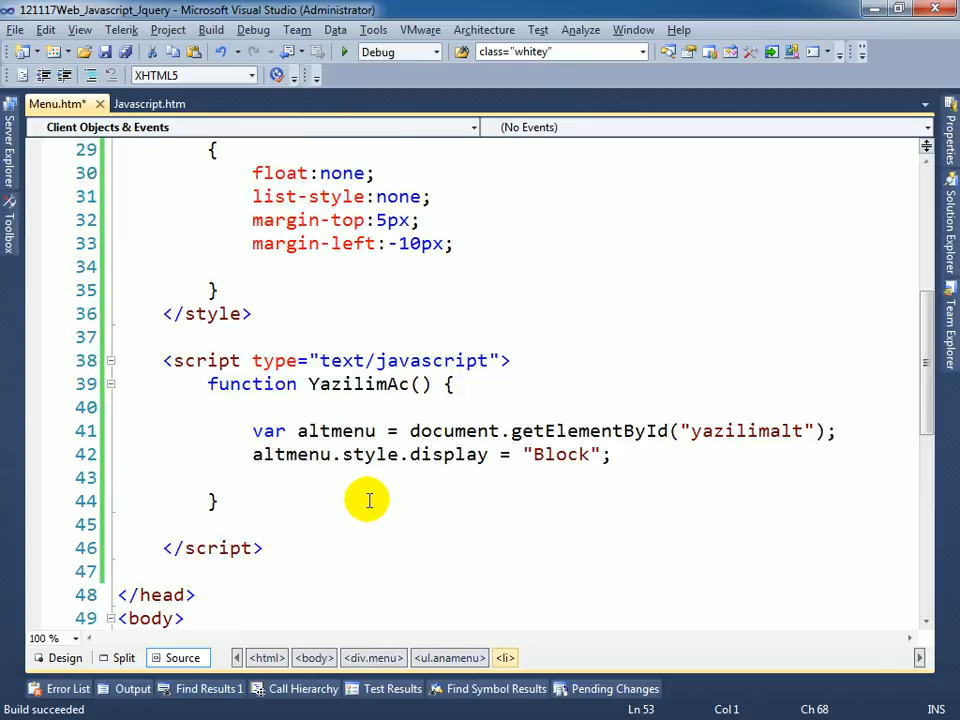 121117Web_Javascript_Jquery - Microsoft Visual Studio (Administrator)
File Edit View Telerik Project Build Debug Team Data Tools VMware Architecture Test Analyze Window Help
Debug class="whitey"
XHTML5
Menu.htm* Javascript.htm
Client Objects & Events (No Events)
Server Explorer
Toolbox
Properties
Solution Explorer
Team Explorer
29 {
30 float:none;
31 list-style:none;
32 margin-top:5px;
33 margin-left:-10px;
34
35 }
36 </style>
37
38 <script type="text/javascript">
39 function YazilimAc() {
40
41 var altmenu = document.getElementById("yazilimalt");
42 altmenu.style.display = "Block";
43
44 }
45
46 </script>
47
48 </head>
49 <body>
100 %
Design Split Source <html> <body> <div.menu> <ul.anamenu> <li>
Error List Output Find Results 1 Call Hierarchy Test Results Find Symbol Results Pending Changes
Build succeeded Ln 53 Col 1 Ch 68 INS